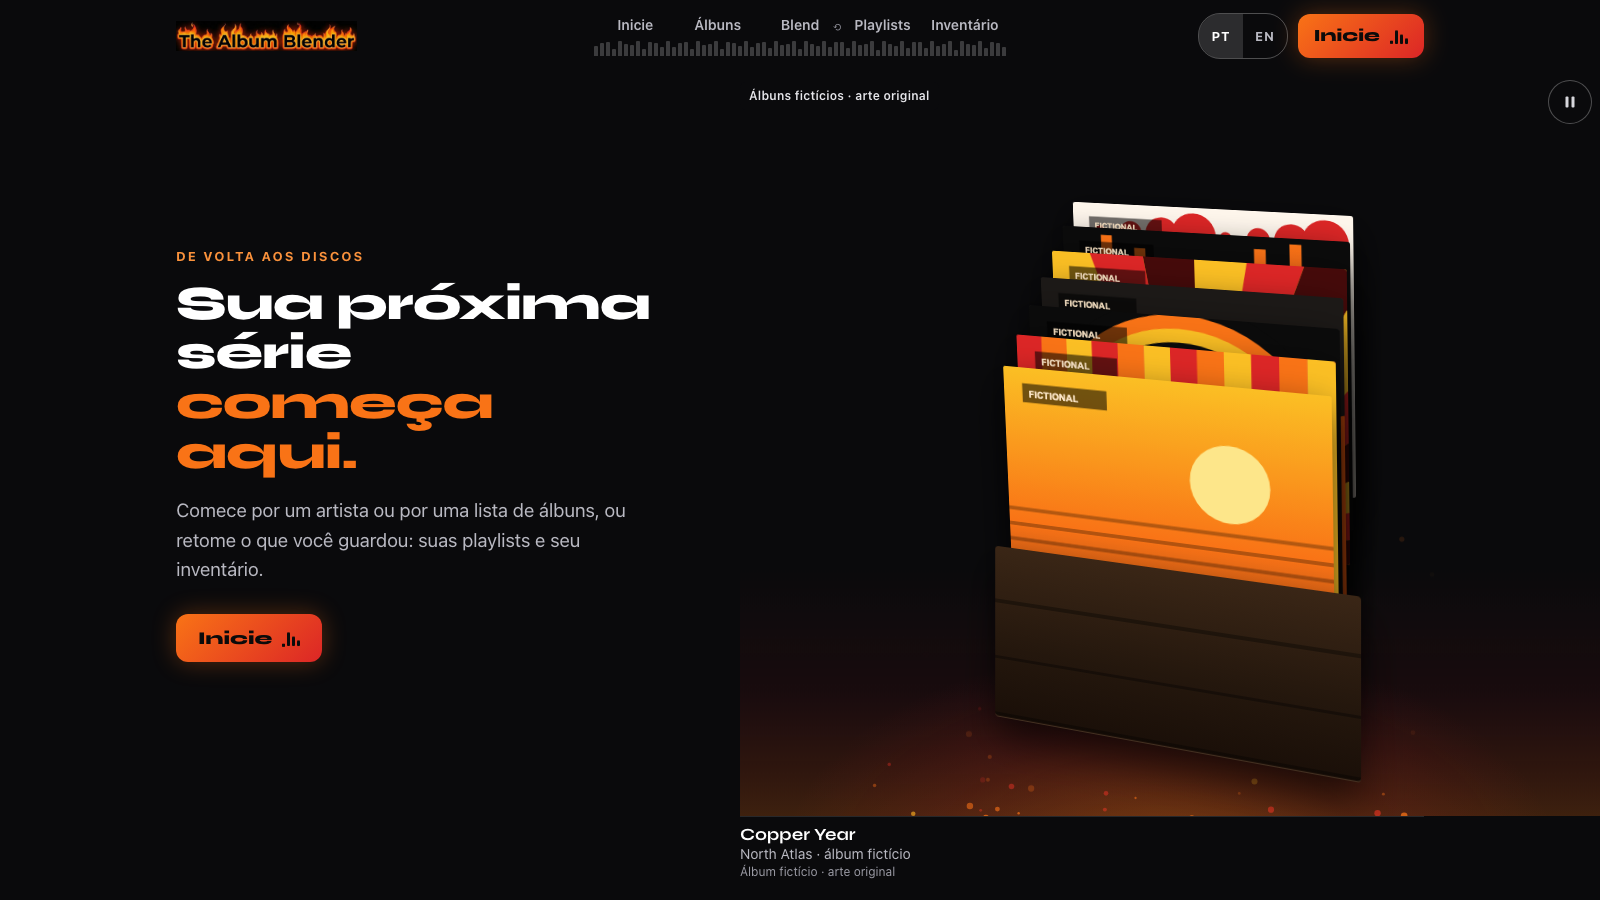 The Album Blender
Inicie Álbuns Blend Playlists Inventário
PT EN
Inicie
Álbuns fictícios · arte original
DE VOLTA AOS DISCOS
Sua próxima
série
começa
aqui.
Comece por um artista ou por uma lista de álbuns, ou
retome o que você guardou: suas playlists e seu
inventário.
Inicie
FICTIONAL
FICTIONAL
FICTIONAL
FICTIONAL
FICTIONAL
FICTIONAL
FICTIONAL
Copper Year
North Atlas · álbum fictício
Álbum fictício · arte original